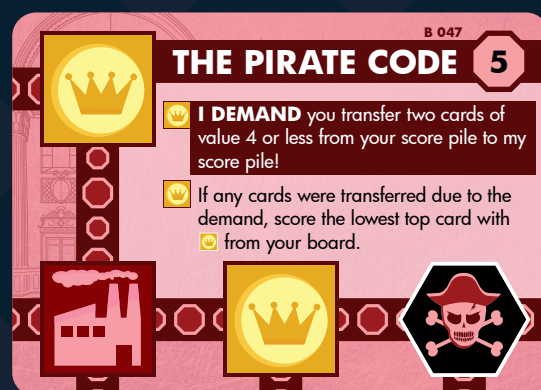 B 047
THE PIRATE CODE 5
I DEMAND you transfer two cards of
value 4 or less from your score pile to my
score pile!
If any cards were transferred due to the
demand, score the lowest top card with
from your board.